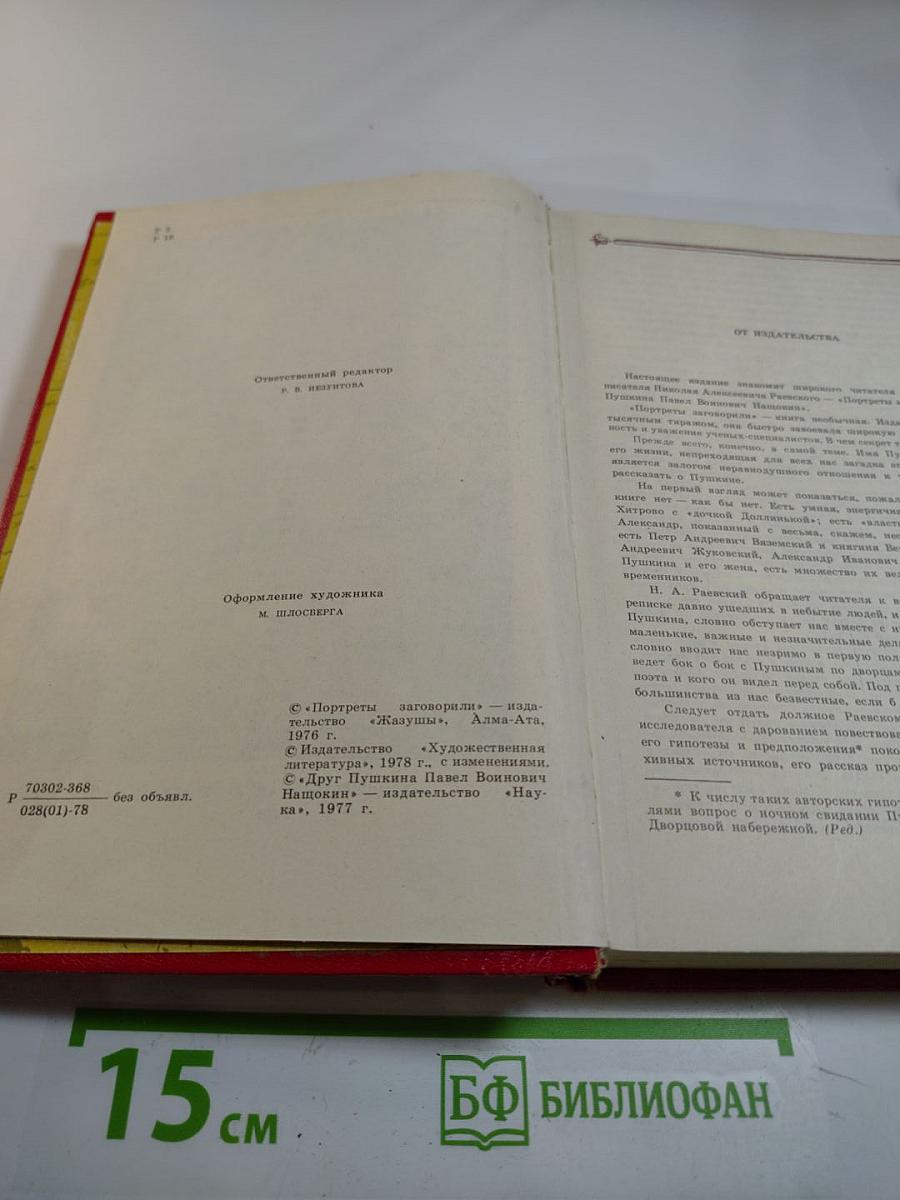 Р 2
Р 16
Ответственный редактор
Р. В. ИЕЗУИТОВА
Оформление художника
М. ШЛОСБЕРГА
© «Портреты заговорили» — изда-
тельство «Жазушы», Алма-Ата,
1976 г.
© Издательство «Художественная
литература», 1978 г., с изменениями.
© «Друг Пушкина Павел Воинович
Нащокин» — издательство «Нау-
ка», 1977 г.
Р 70302-368
028(01)-78 без объявл.
ОТ ИЗДАТЕЛЬСТВА
Настоящее издание знакомит широкого читателя
писателя Николая Алексеевича Раевского — «Портреты
Пушкина Павел Воинович Нащокин».
«Портреты заговорили» — книга необычная.
тысячным тиражом, она быстро завоевала широкую
ность и уважение ученых-специалистов. В чем секрет
Прежде всего, конечно, в самой теме. Имя
его жизни, непреходящая для всех нас загадка
является залогом неравнодушного отношения к
рассказать о Пушкине.
На первый взгляд может показаться,
книге нет — как бы нет. Есть умная,
Хитрово с «дочкой Доллинькой»; есть
Александр, показанный с весьма, скажем,
есть Петр Андреевич Вяземский и княгиня
Андреевич Жуковский, Александр Иванович
Пушкина и его жена, есть множество их
временников.
Н. А. Раевский обращает читателя к
реписке давно ушедших в небытие людей, и
Пушкина, словно обступает нас вместе с
маленькие, важные и незначительные
словно вводит нас незримо в первую
ведет бок о бок с Пушкиным по
поэта и кого он видел перед собой. Под
большинства из нас безвестные, если б
Следует отдать должное
исследователя с дарованием
его гипотезы и предположения*
хивных источников, его рассказ
* К числу таких авторских
лями вопрос о ночном свидании
Дворцовой набережной. (Ред.)
15 см
БФ БИБЛИОФАН